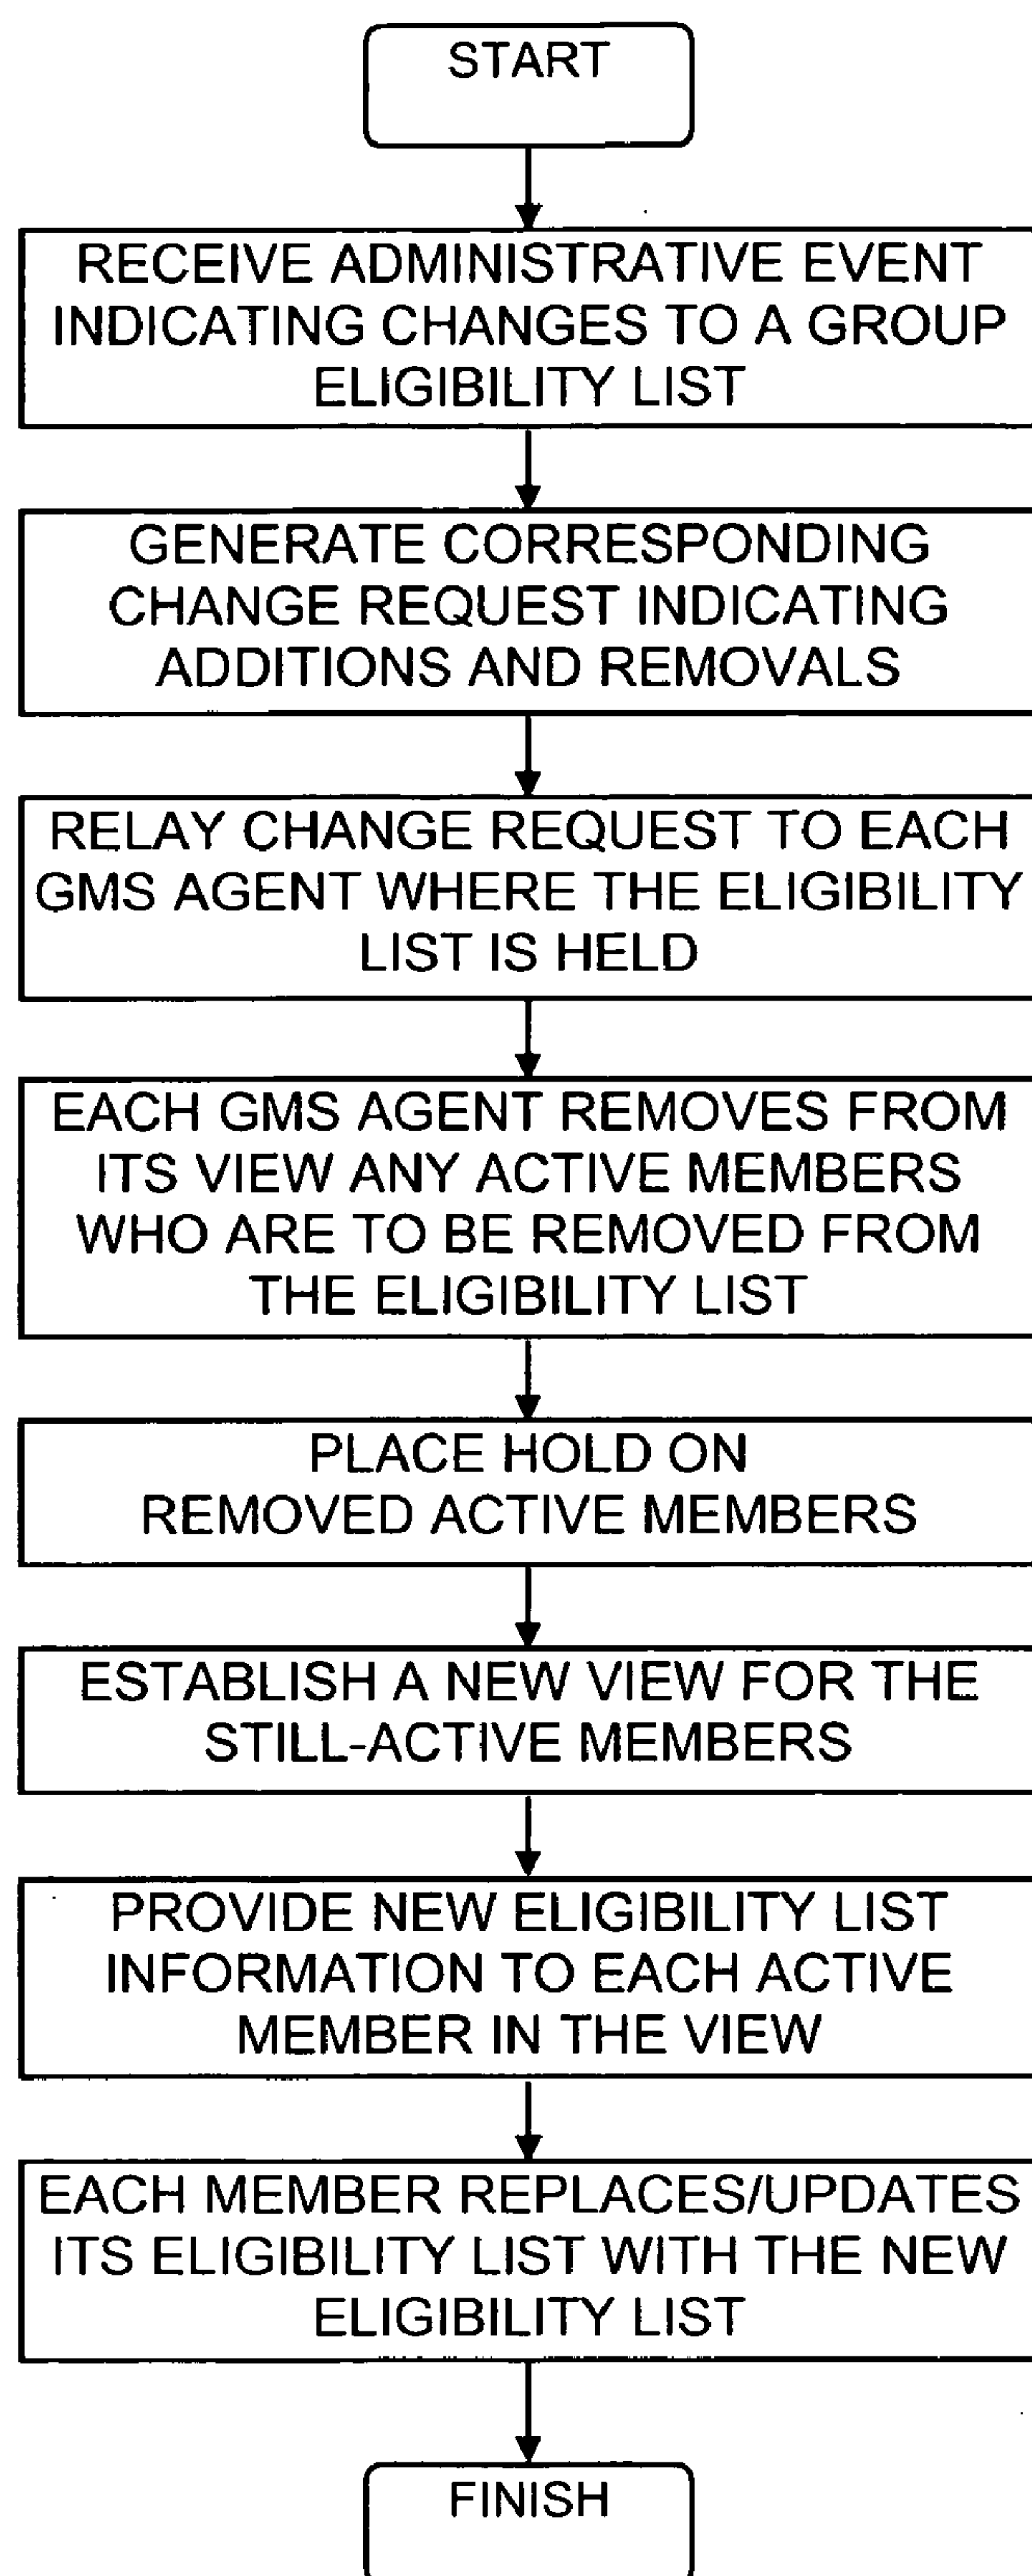 START
RECEIVE ADMINISTRATIVE EVENT
INDICATING CHANGES TO A GROUP
ELIGIBILITY LIST
GENERATE CORRESPONDING
CHANGE REQUEST INDICATING
ADDITIONS AND REMOVALS
RELAY CHANGE REQUEST TO EACH
GMS AGENT WHERE THE ELIGIBILITY
LIST IS HELD
EACH GMS AGENT REMOVES FROM
ITS VIEW ANY ACTIVE MEMBERS
WHO ARE TO BE REMOVED FROM
THE ELIGIBILITY LIST
PLACE HOLD ON
REMOVED ACTIVE MEMBERS
ESTABLISH A NEW VIEW FOR THE
STILL-ACTIVE MEMBERS
PROVIDE NEW ELIGIBILITY LIST
INFORMATION TO EACH ACTIVE
MEMBER IN THE VIEW
EACH MEMBER REPLACES/UPDATES
ITS ELIGIBILITY LIST WITH THE NEW
ELIGIBILITY LIST
FINISH